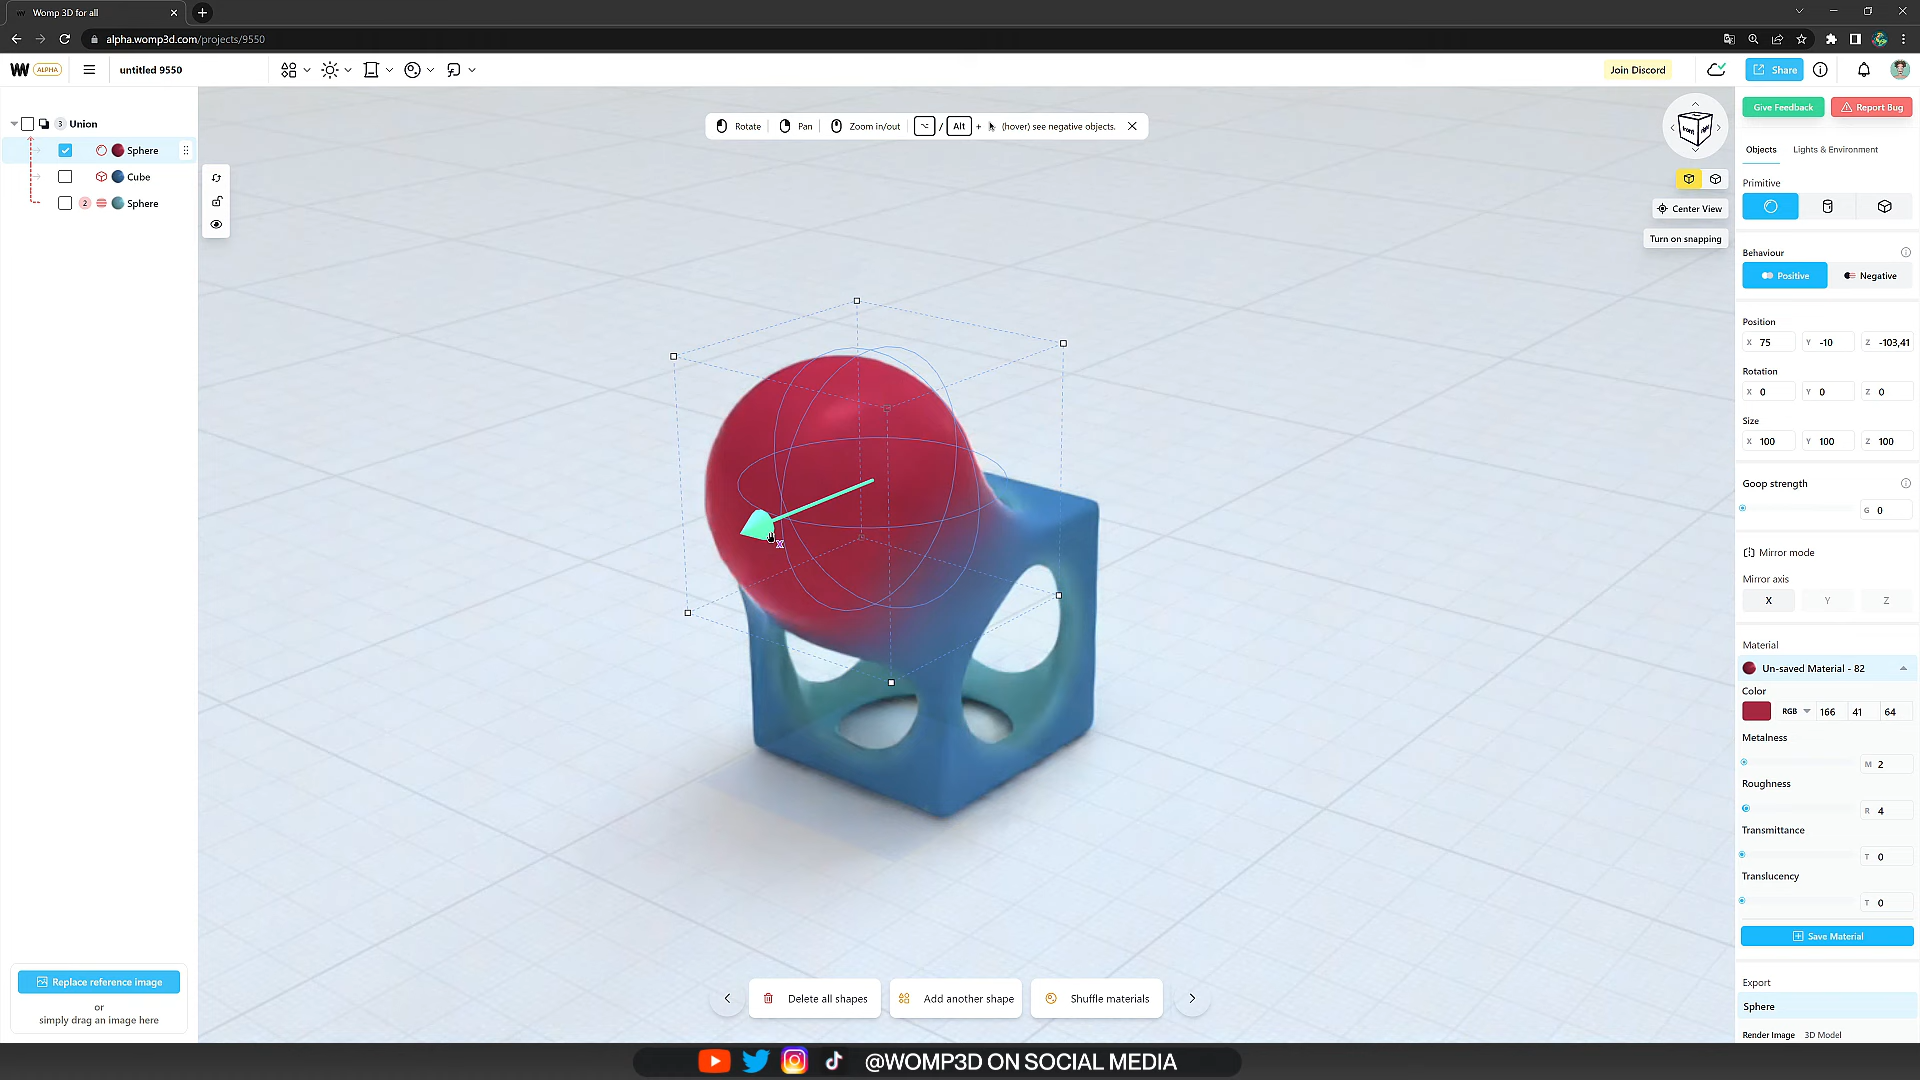 Womp 3D for all
alpha.womp3d.com/projects/9550
ALPHA
untitled 9550
Join Discord
Share
3 Union
Sphere
Cube
2 Sphere
Rotate
Pan
Zoom in/out
/ Alt + (hover) see negative objects.
Center View
Turn on snapping
X
Give Feedback
Report Bug
Objects
Lights & Environment
Primitive
Behaviour
Positive
Negative
Position
X 75 Y -10 Z -103,41
Rotation
X 0 Y 0 Z 0
Size
X 100 Y 100 Z 100
Goop strength
G 0
Mirror mode
Mirror axis
X Y Z
Material
Un-saved Material - 82
Color
RGB 166 41 64
Metalness
M 2
Roughness
R 4
Transmittance
T 0
Translucency
T 0
Save Material
Export
Sphere
Render Image 3D Model
Replace reference image
or
simply drag an image here
Delete all shapes
Add another shape
Shuffle materials
@WOMP3D ON SOCIAL MEDIA